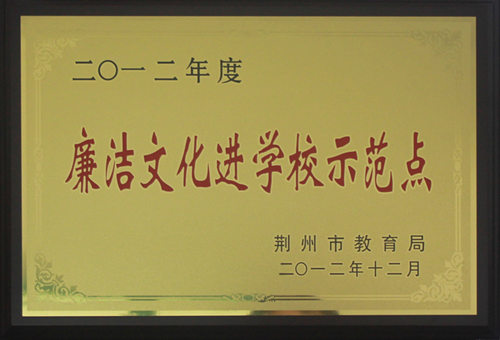 二〇一二年度
廉洁文化进学校示范点
荆州市教育局
二〇一二年十二月